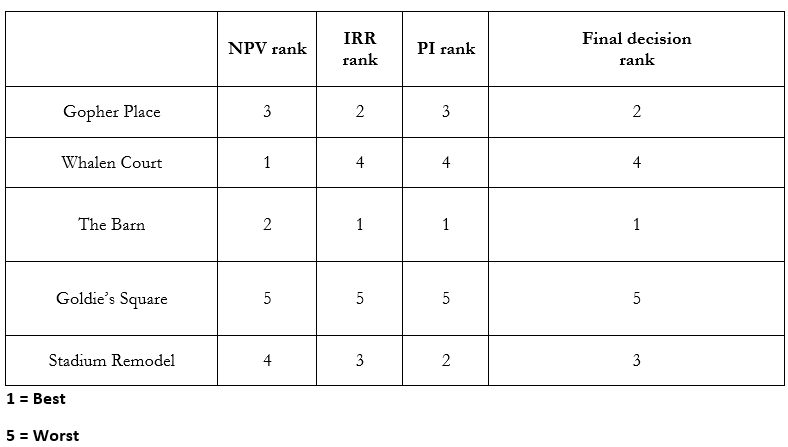 NPV rank IRR rank PI rank Final decision rank
Gopher Place 3 2 3 2
Whalen Court 1 4 4 4
The Barn 2 1 1 1
Goldie's Square 5 5 5 5
Stadium Remodel 4 3 2 3
1 = Best
5 = Worst